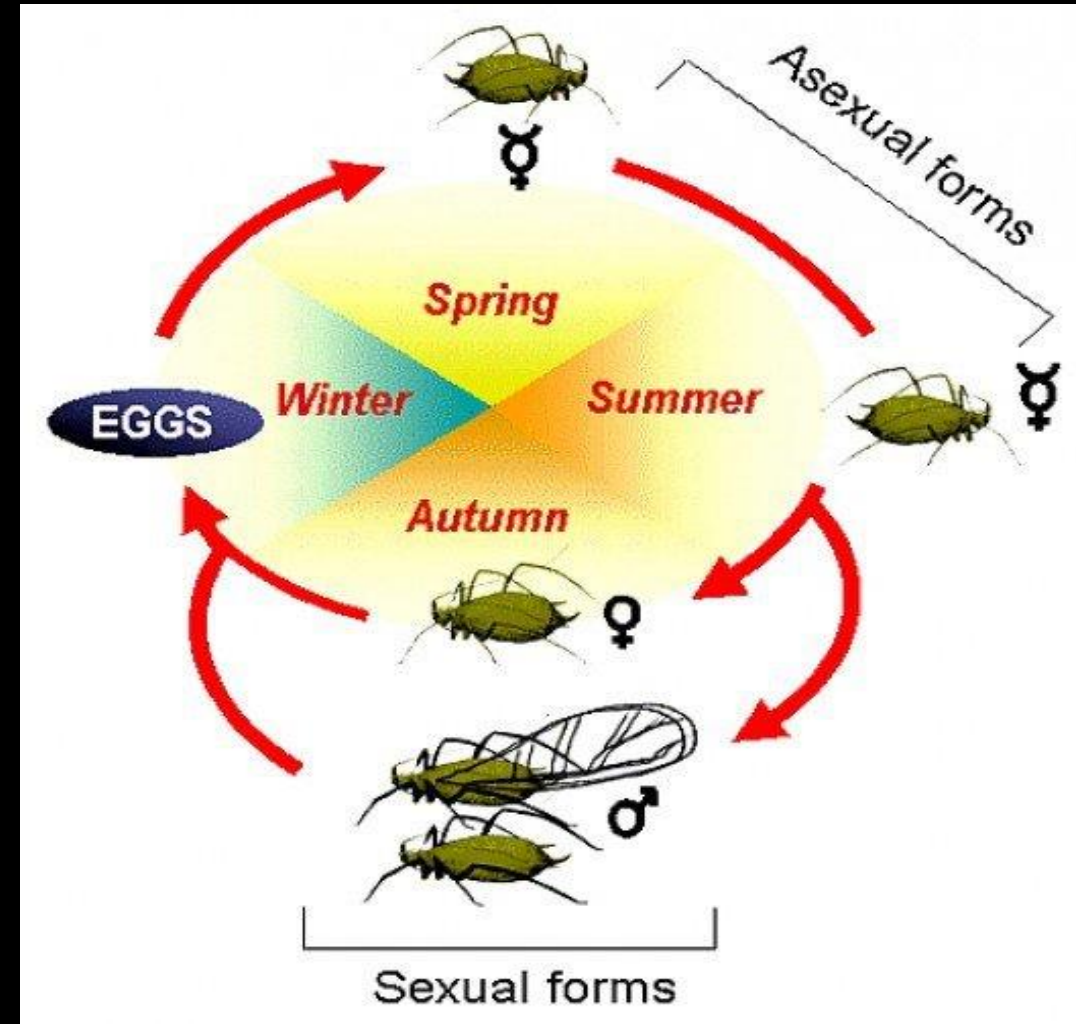 Asexual forms
Spring
Winter
Summer
EGGS
Autumn
Sexual forms